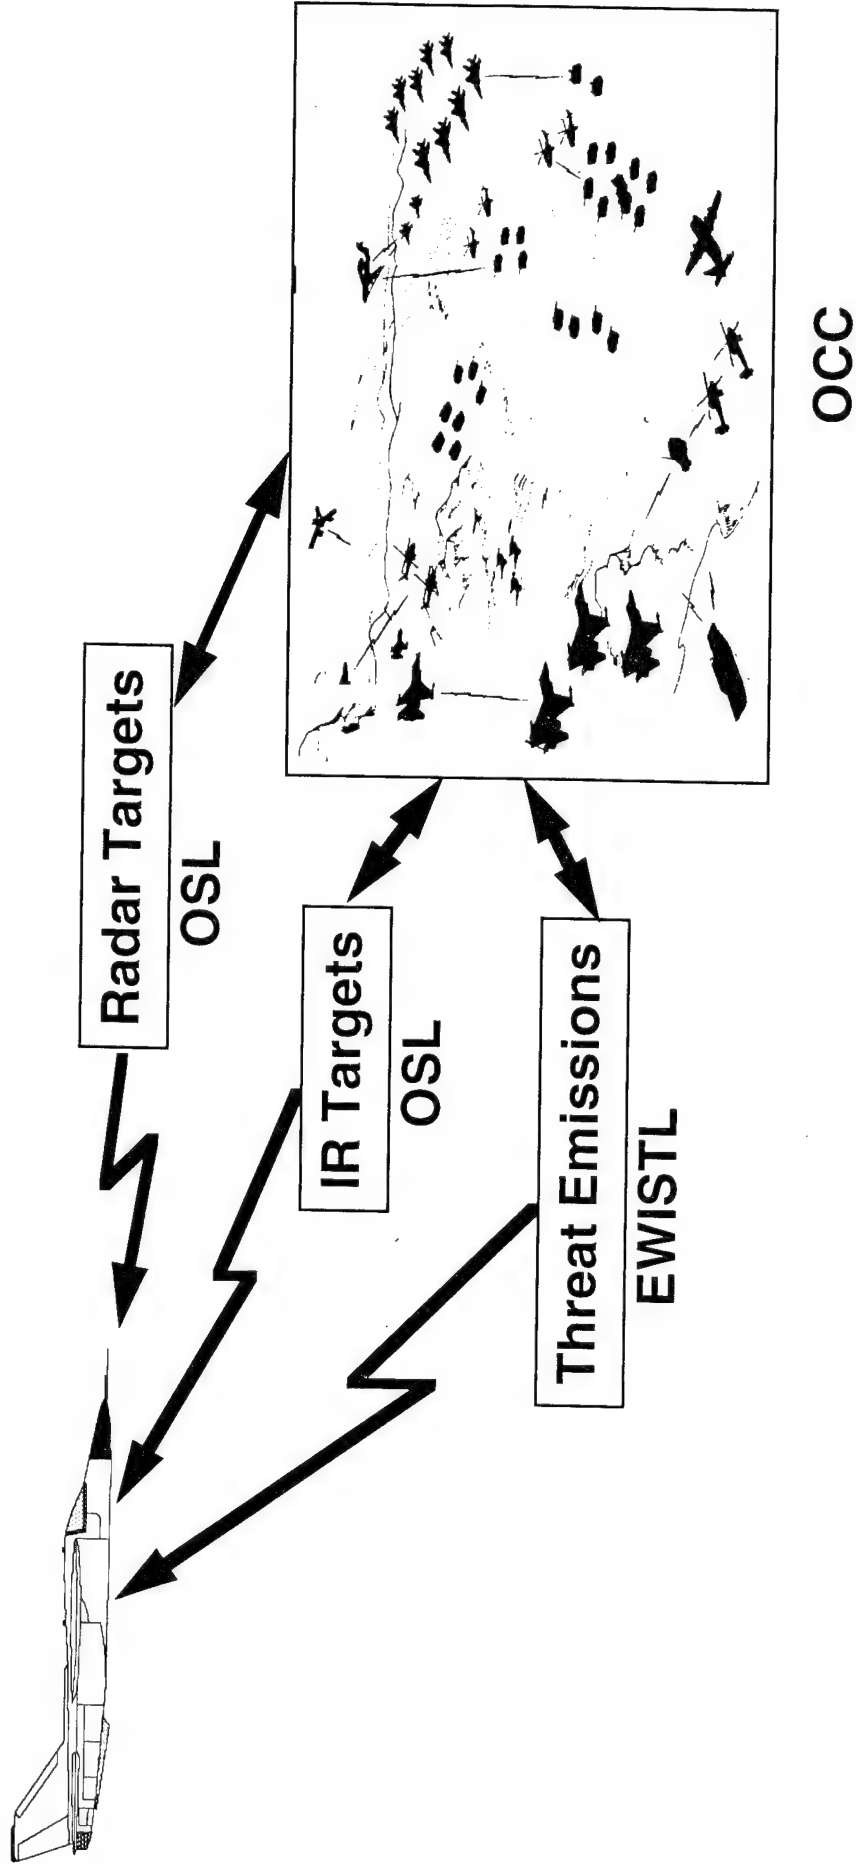 Radar Targets
OSL
IR Targets
OSL
Threat Emissions
EWISTL
OCC